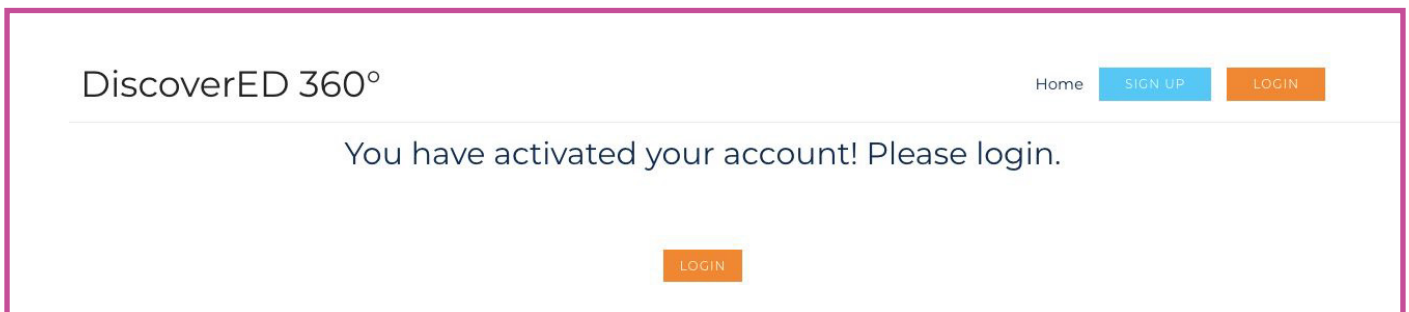 DiscoverED 360°
Home SIGN UP LOGIN
You have activated your account! Please login.
LOGIN